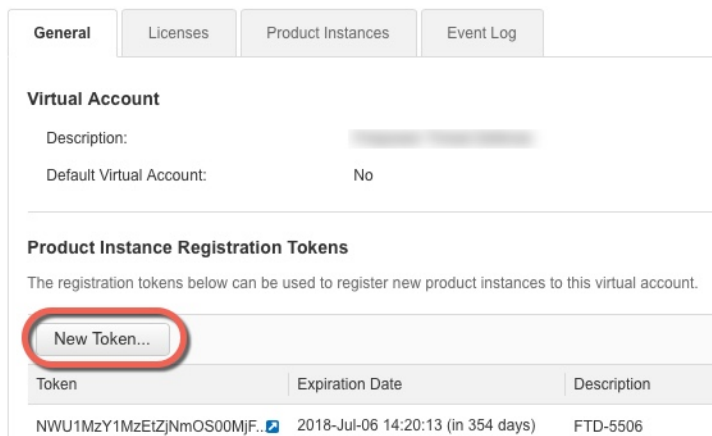 General Licenses Product Instances Event Log
Virtual Account
Description:
Default Virtual Account: No
Product Instance Registration Tokens
The registration tokens below can be used to register new product instances to this virtual account.
New Token...
Token Expiration Date Description
NWU1MzY1MzEtZjNmOS00MjF... 2018-Jul-06 14:20:13 (in 354 days) FTD-5506